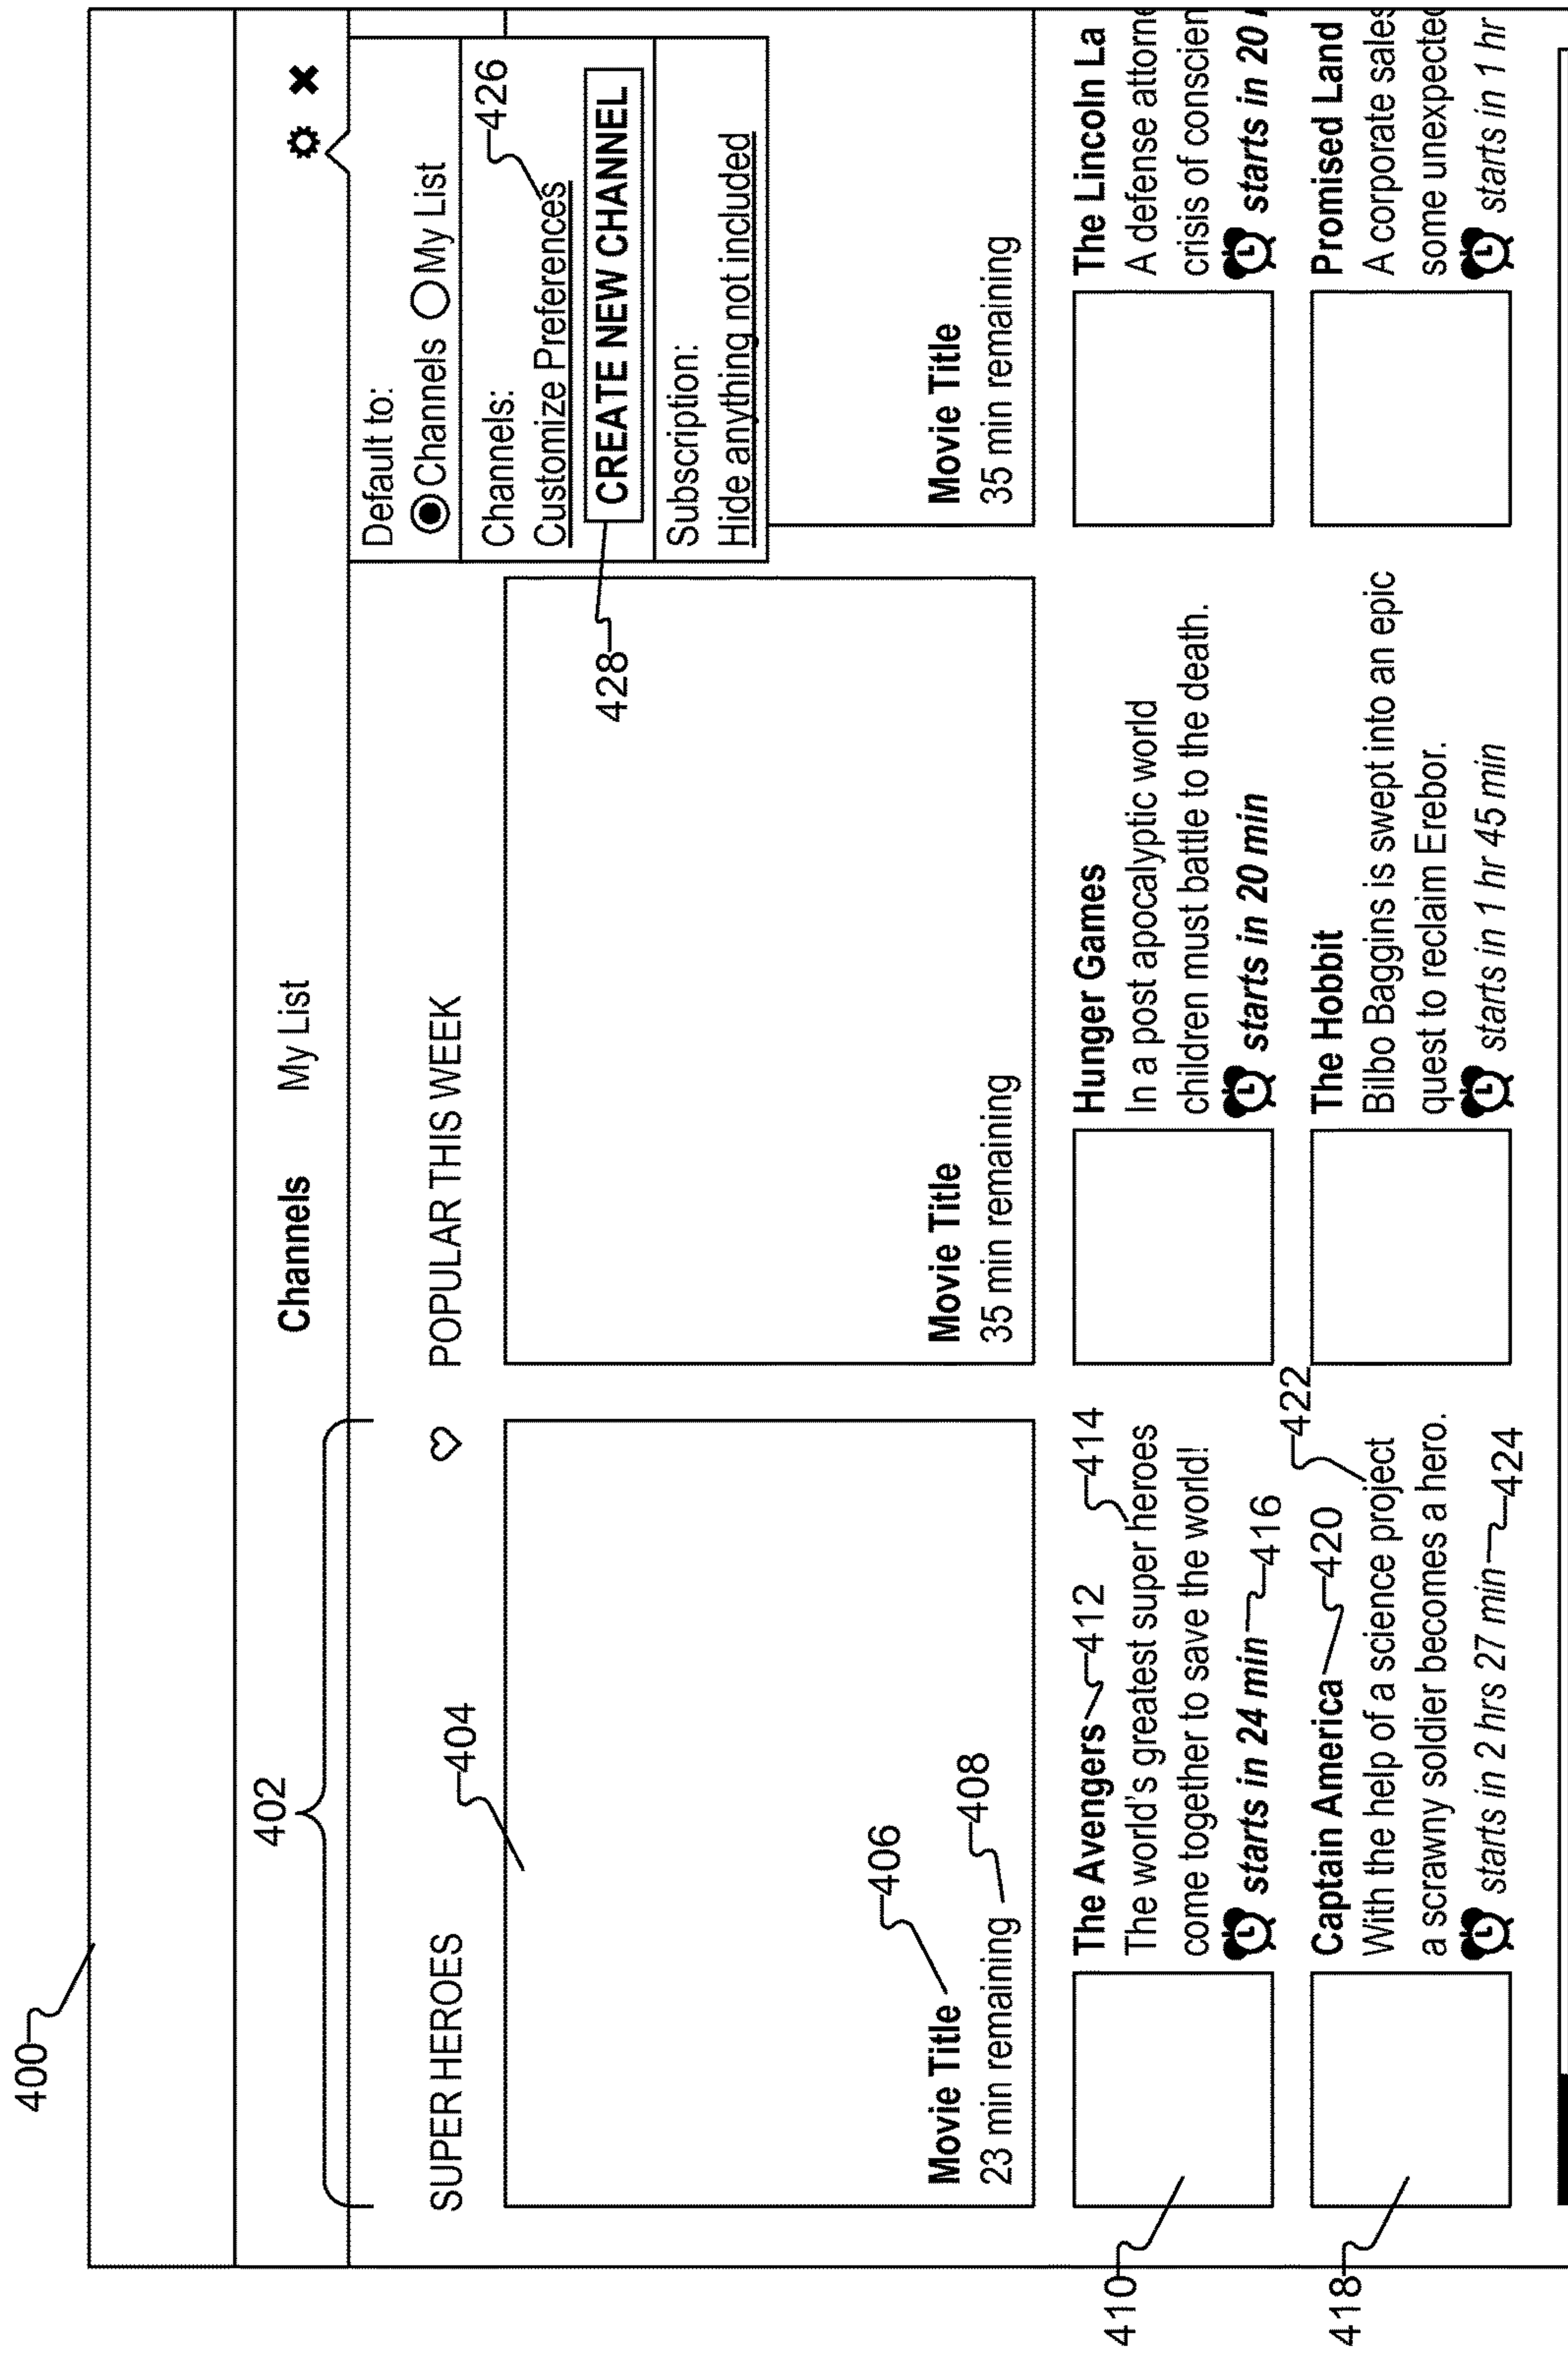 400
402
Channels My List
Default to:
Channels My List
Channels:
Customize Preferences
426
CREATE NEW CHANNEL
428
Subscription:
Hide anything not included
SUPER HEROES
404
Movie Title
406
23 min remaining
408
410
The Avengers
412
The world's greatest super heroes
414
come together to save the world!
starts in 24 min
416
418
Captain America
420
With the help of a science project
422
a scrawny soldier becomes a hero.
starts in 2 hrs 27 min
424
POPULAR THIS WEEK
Movie Title
35 min remaining
Hunger Games
In a post apocalyptic world
children must battle to the death.
starts in 20 min
The Hobbit
Bilbo Baggins is swept into an epic
quest to reclaim Erebor.
starts in 1 hr 45 min
Movie Title
35 min remaining
The Lincoln La
A defense attorne
crisis of conscien
starts in 20
Promised Land
A corporate sales
some unexpected
starts in 1 hr